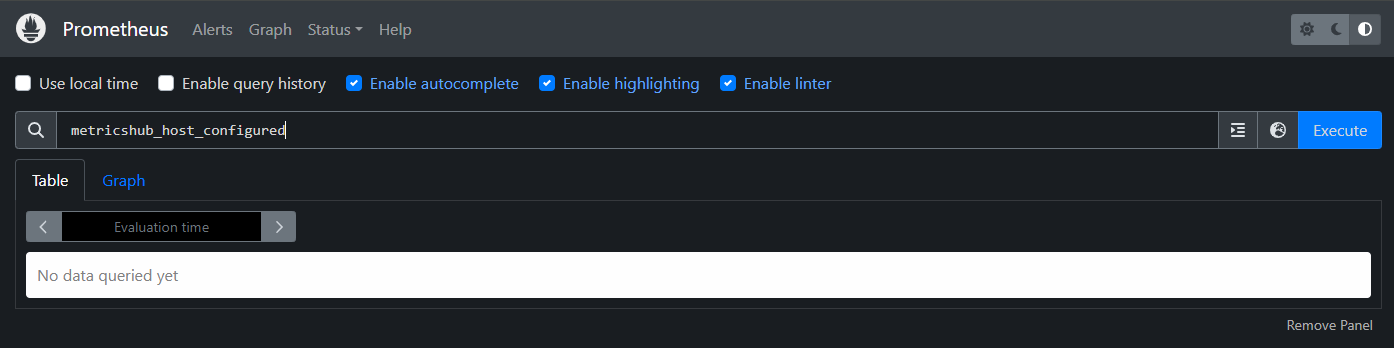 Prometheus Alerts Graph Status Help
Use local time Enable query history Enable autocomplete Enable highlighting Enable linter
metricshub_host_configured Execute
Table Graph
Evaluation time
No data queried yet
Remove Panel